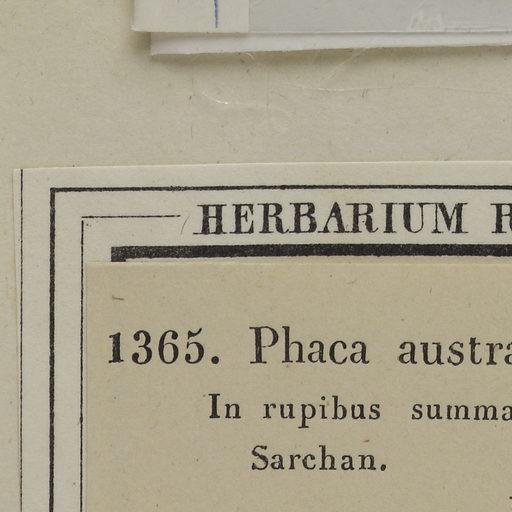 HERBARIUM
1365. Phaca
In rupibus
Sarchan.